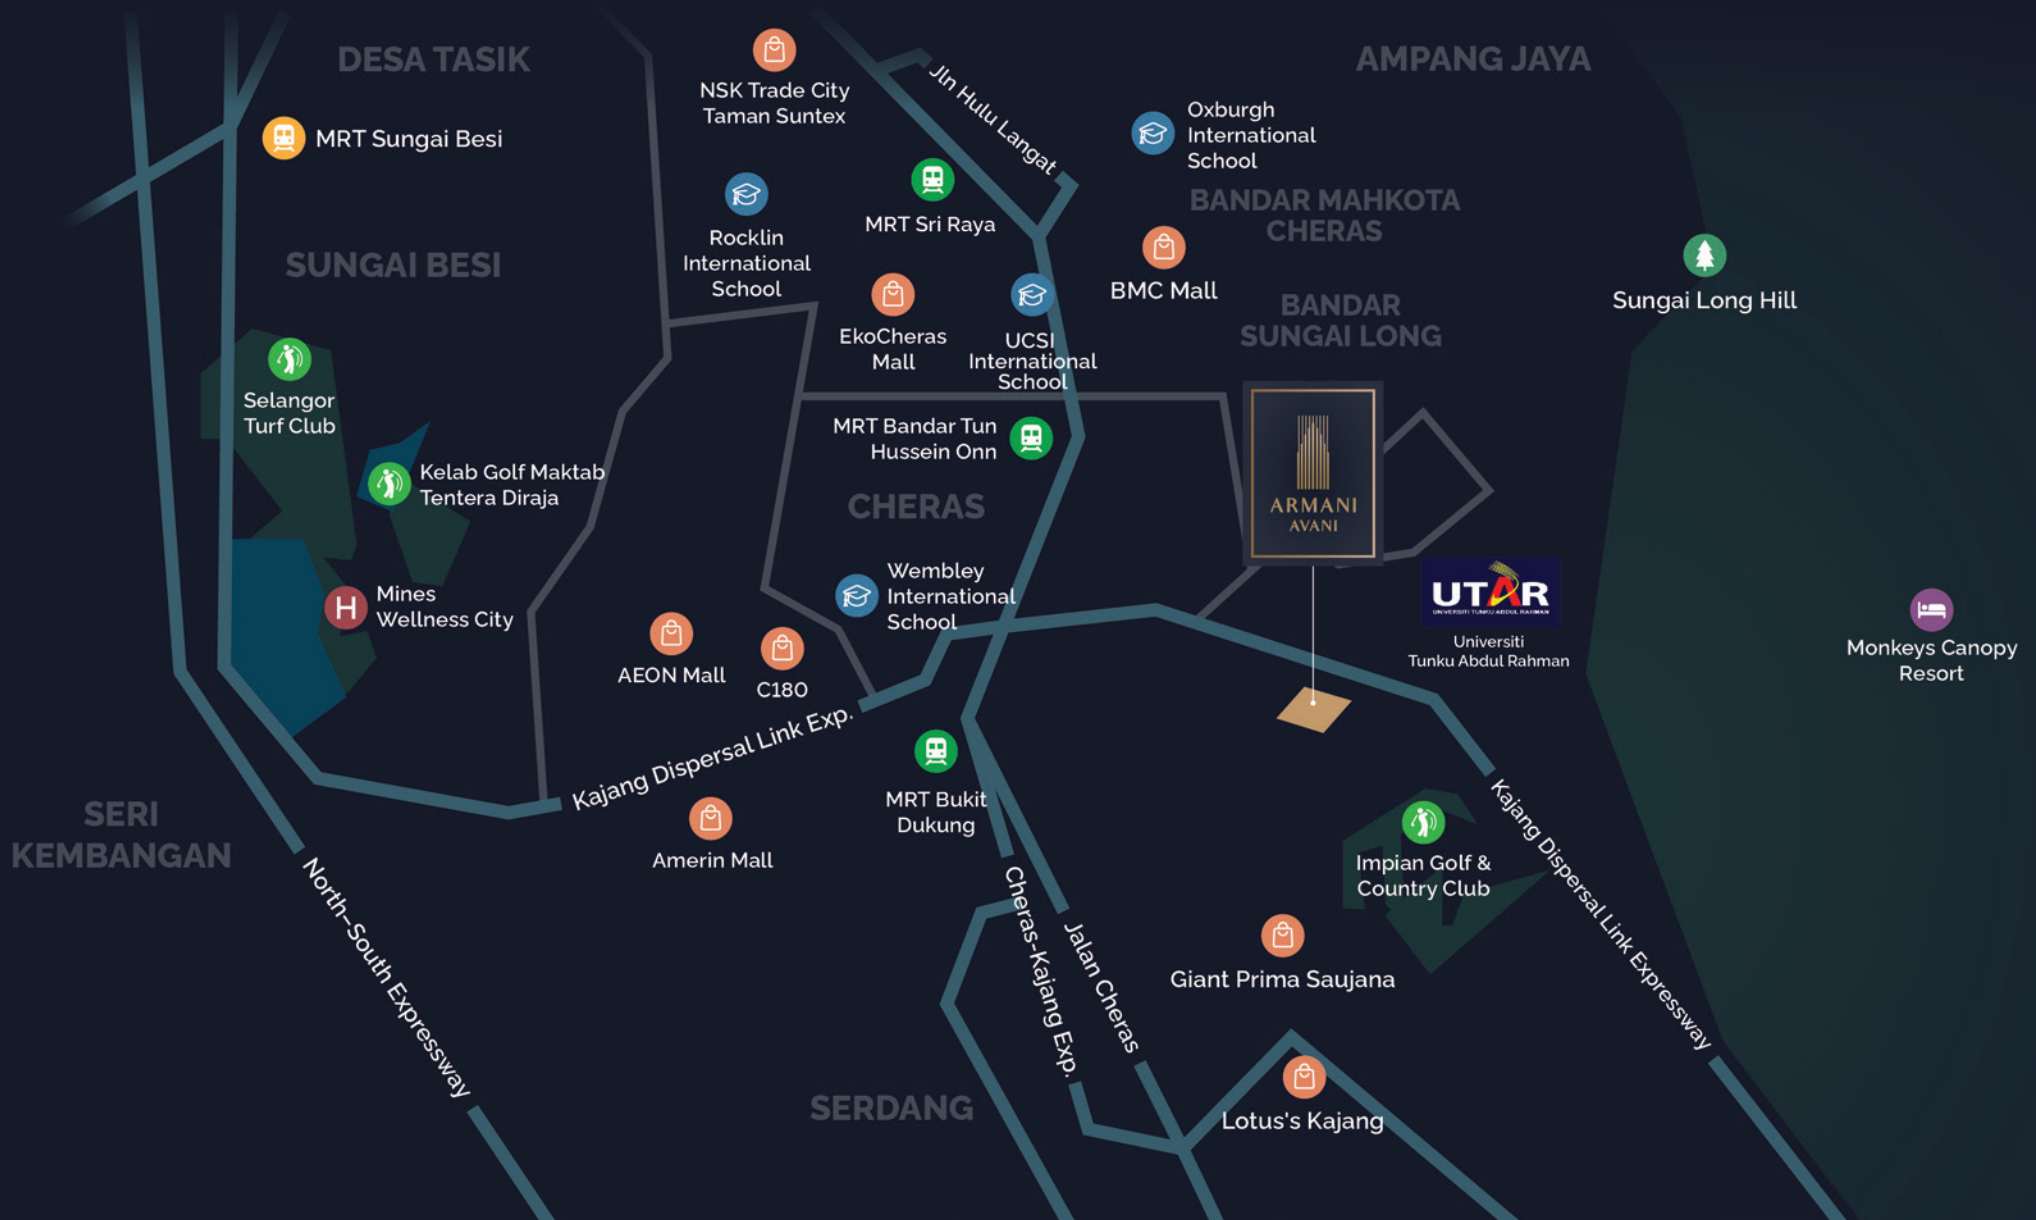 DESA TASIK
NSK Trade City
Taman Suntex
AMPANG JAYA
Jln Hulu Langat
Oxburgh
International
School
MRT Sungai Besi
MRT Sri Raya
BANDAR MAHKOTA
CHERAS
Rocklin
International
School
SUNGAI BESI
BMC Mall
Sungai Long Hill
EkoCheras
Mall
UCSI
International
School
BANDAR
SUNGAI LONG
Selangor
Turf Club
MRT Bandar Tun
Hussein Onn
Kelab Golf Maktab
Tentera Diraja
CHERAS
ARMANI
AVANI
Wembley
International
School
UTAR
UNIVERSITI TUNKU ABDUL RAHMAN
Universiti
Tunku Abdul Rahman
H
Mines
Wellness City
AEON Mall
C180
Monkeys Canopy
Resort
Kajang Dispersal Link Exp.
SERI
KEMBANGAN
MRT Bukit
Dukung
Amerin Mall
Impian Golf &
Country Club
Kajang Dispersal Link Expressway
North-South Expressway
Cheras-Kajang Exp.
Jalan Cheras
Giant Prima Saujana
SERDANG
Lotus's Kajang